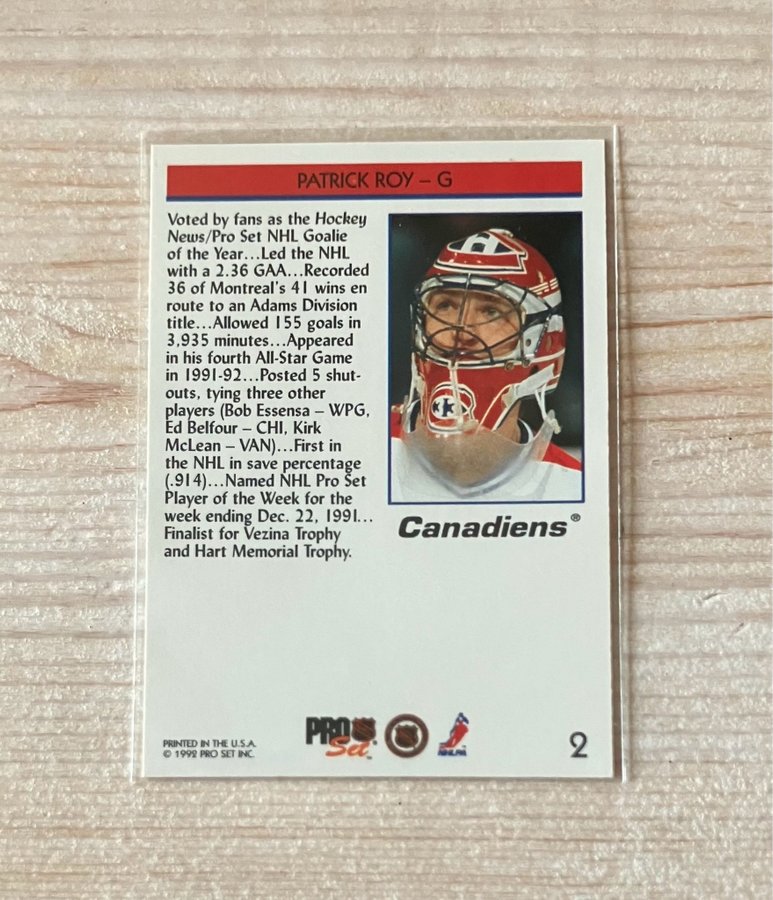 PATRICK ROY – G
Voted by fans as the Hockey
News/Pro Set NHL Goalie
of the Year...Led the NHL
with a 2.36 GAA...Recorded
36 of Montreal's 41 wins en
route to an Adams Division
title...Allowed 155 goals in
3,935 minutes...Appeared
in his fourth All-Star Game
in 1991-92...Posted 5 shut-
outs, tying three other
players (Bob Essensa – WPG,
Ed Belfour – CHI, Kirk
McLean – VAN)...First in
the NHL in save percentage
(.914)...Named NHL Pro Set
Player of the Week for the
week ending Dec. 22, 1991...
Finalist for Vezina Trophy
and Hart Memorial Trophy.
Canadiens®
PRINTED IN THE U.S.A.
© 1992 PRO SET INC.
PRO
Set™
NHLPA
2